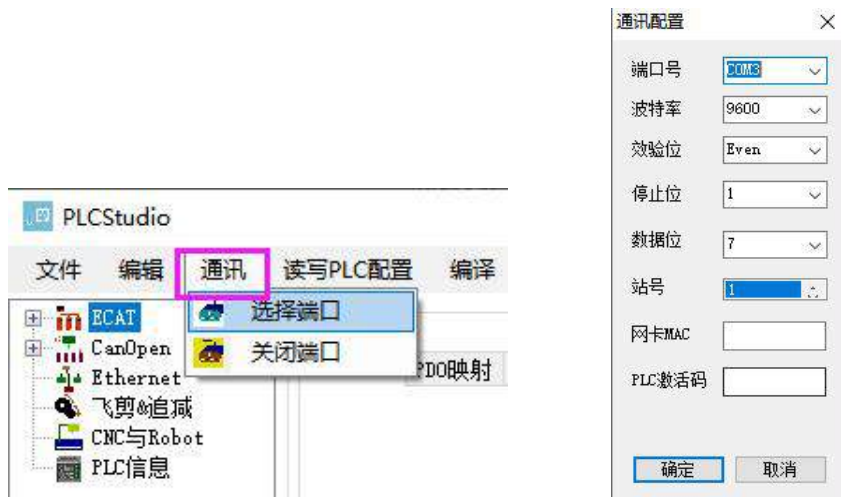 PLCStudio
文件 编辑 通讯 读写PLC配置 编译
选择端口
关闭端口
ECAT
CanOpen
Ethernet
飞剪&追减
CNC与Robot
PLC信息
PDO映射
通讯配置
端口号 COM3
波特率 9600
效验位 Even
停止位 1
数据位 7
站号 1
网卡MAC
PLC激活码
确定 取消